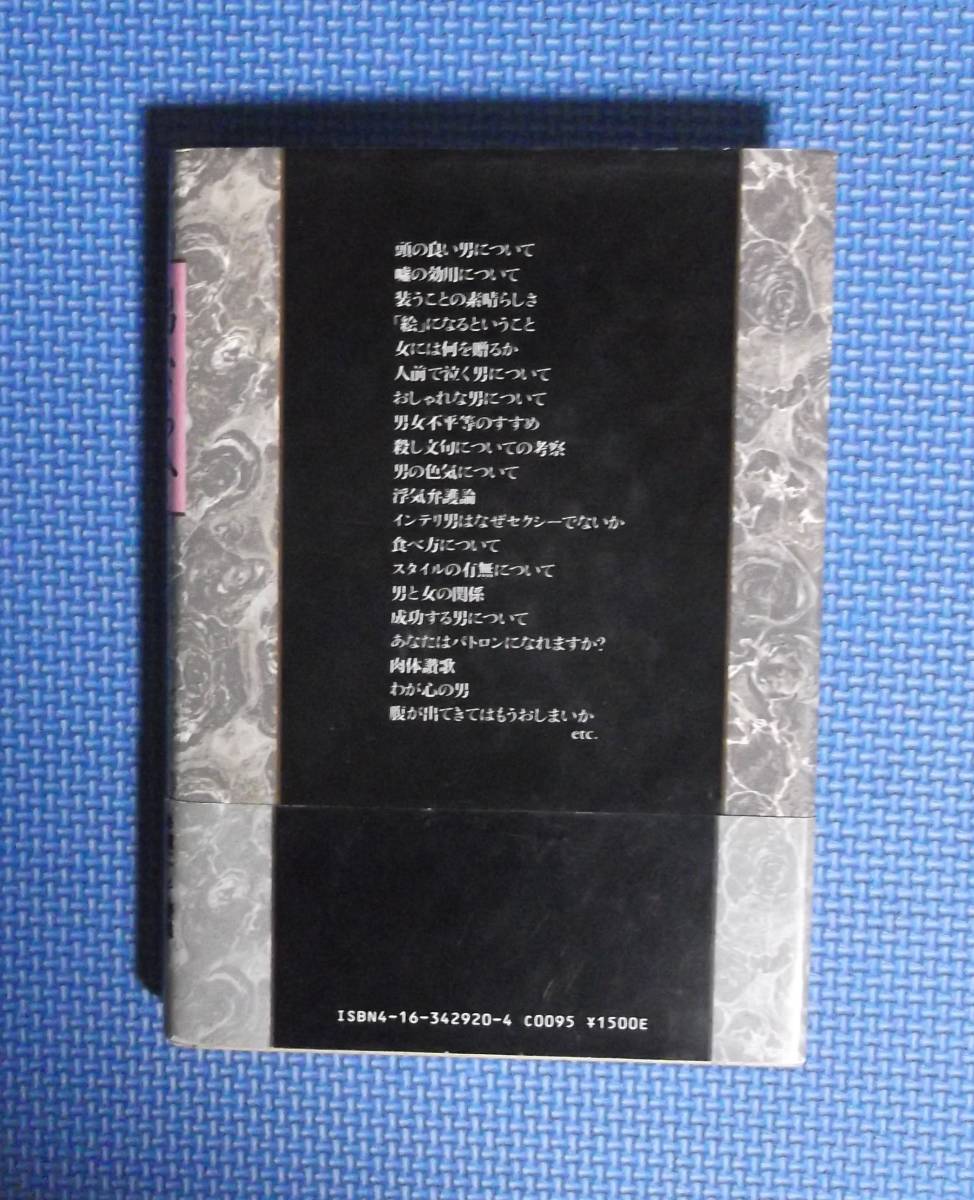 頭の良い男について
嘘の効用について
装うことの素晴らしさ
「絵」になるということ
女には何を贈るか
人前で泣く男について
おしゃれな男について
男女不平等のすすめ
殺し文句についての考察
男の色気について
浮気弁護論
インテリ男はなぜセクシーでないか
食べ方について
スタイルの有無について
男と女の関係
成功する男について
あなたはパトロンになれますか?
肉体讃歌
わが心の男
腹が出てきてはもうおしまいか
etc.
ISBN4-16-342920-4 C0095 ¥1500E